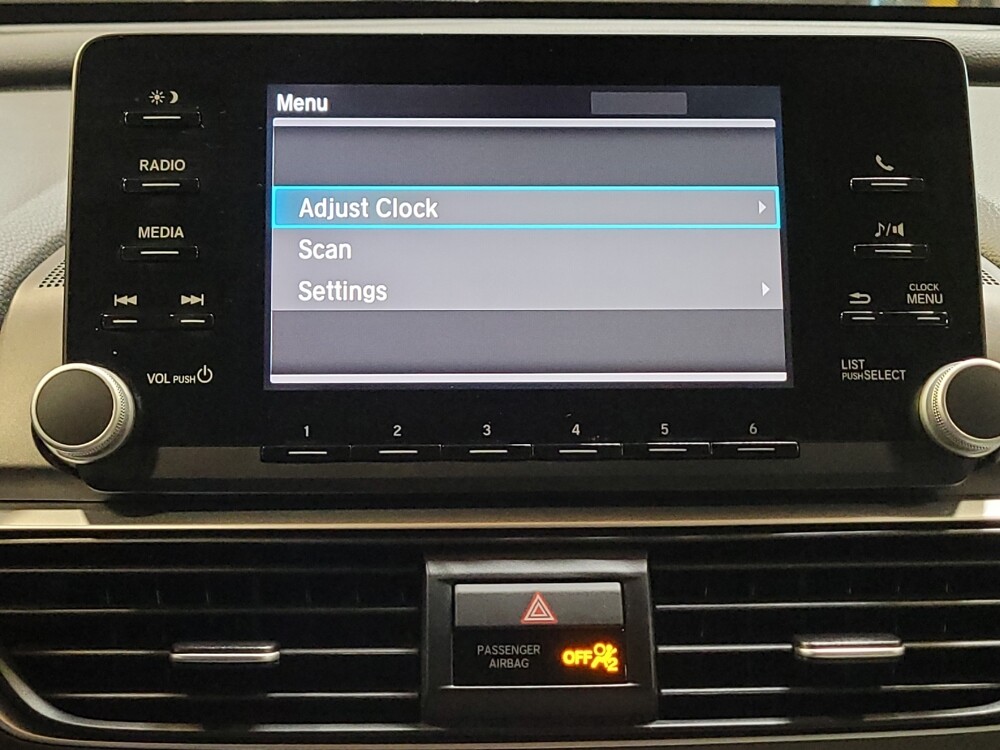 Menu
Adjust Clock
Scan
Settings
RADIO
MEDIA
VOL PUSH
CLOCK
MENU
LIST
PUSH SELECT
1 2 3 4 5 6
PASSENGER
AIRBAG
OFF 2